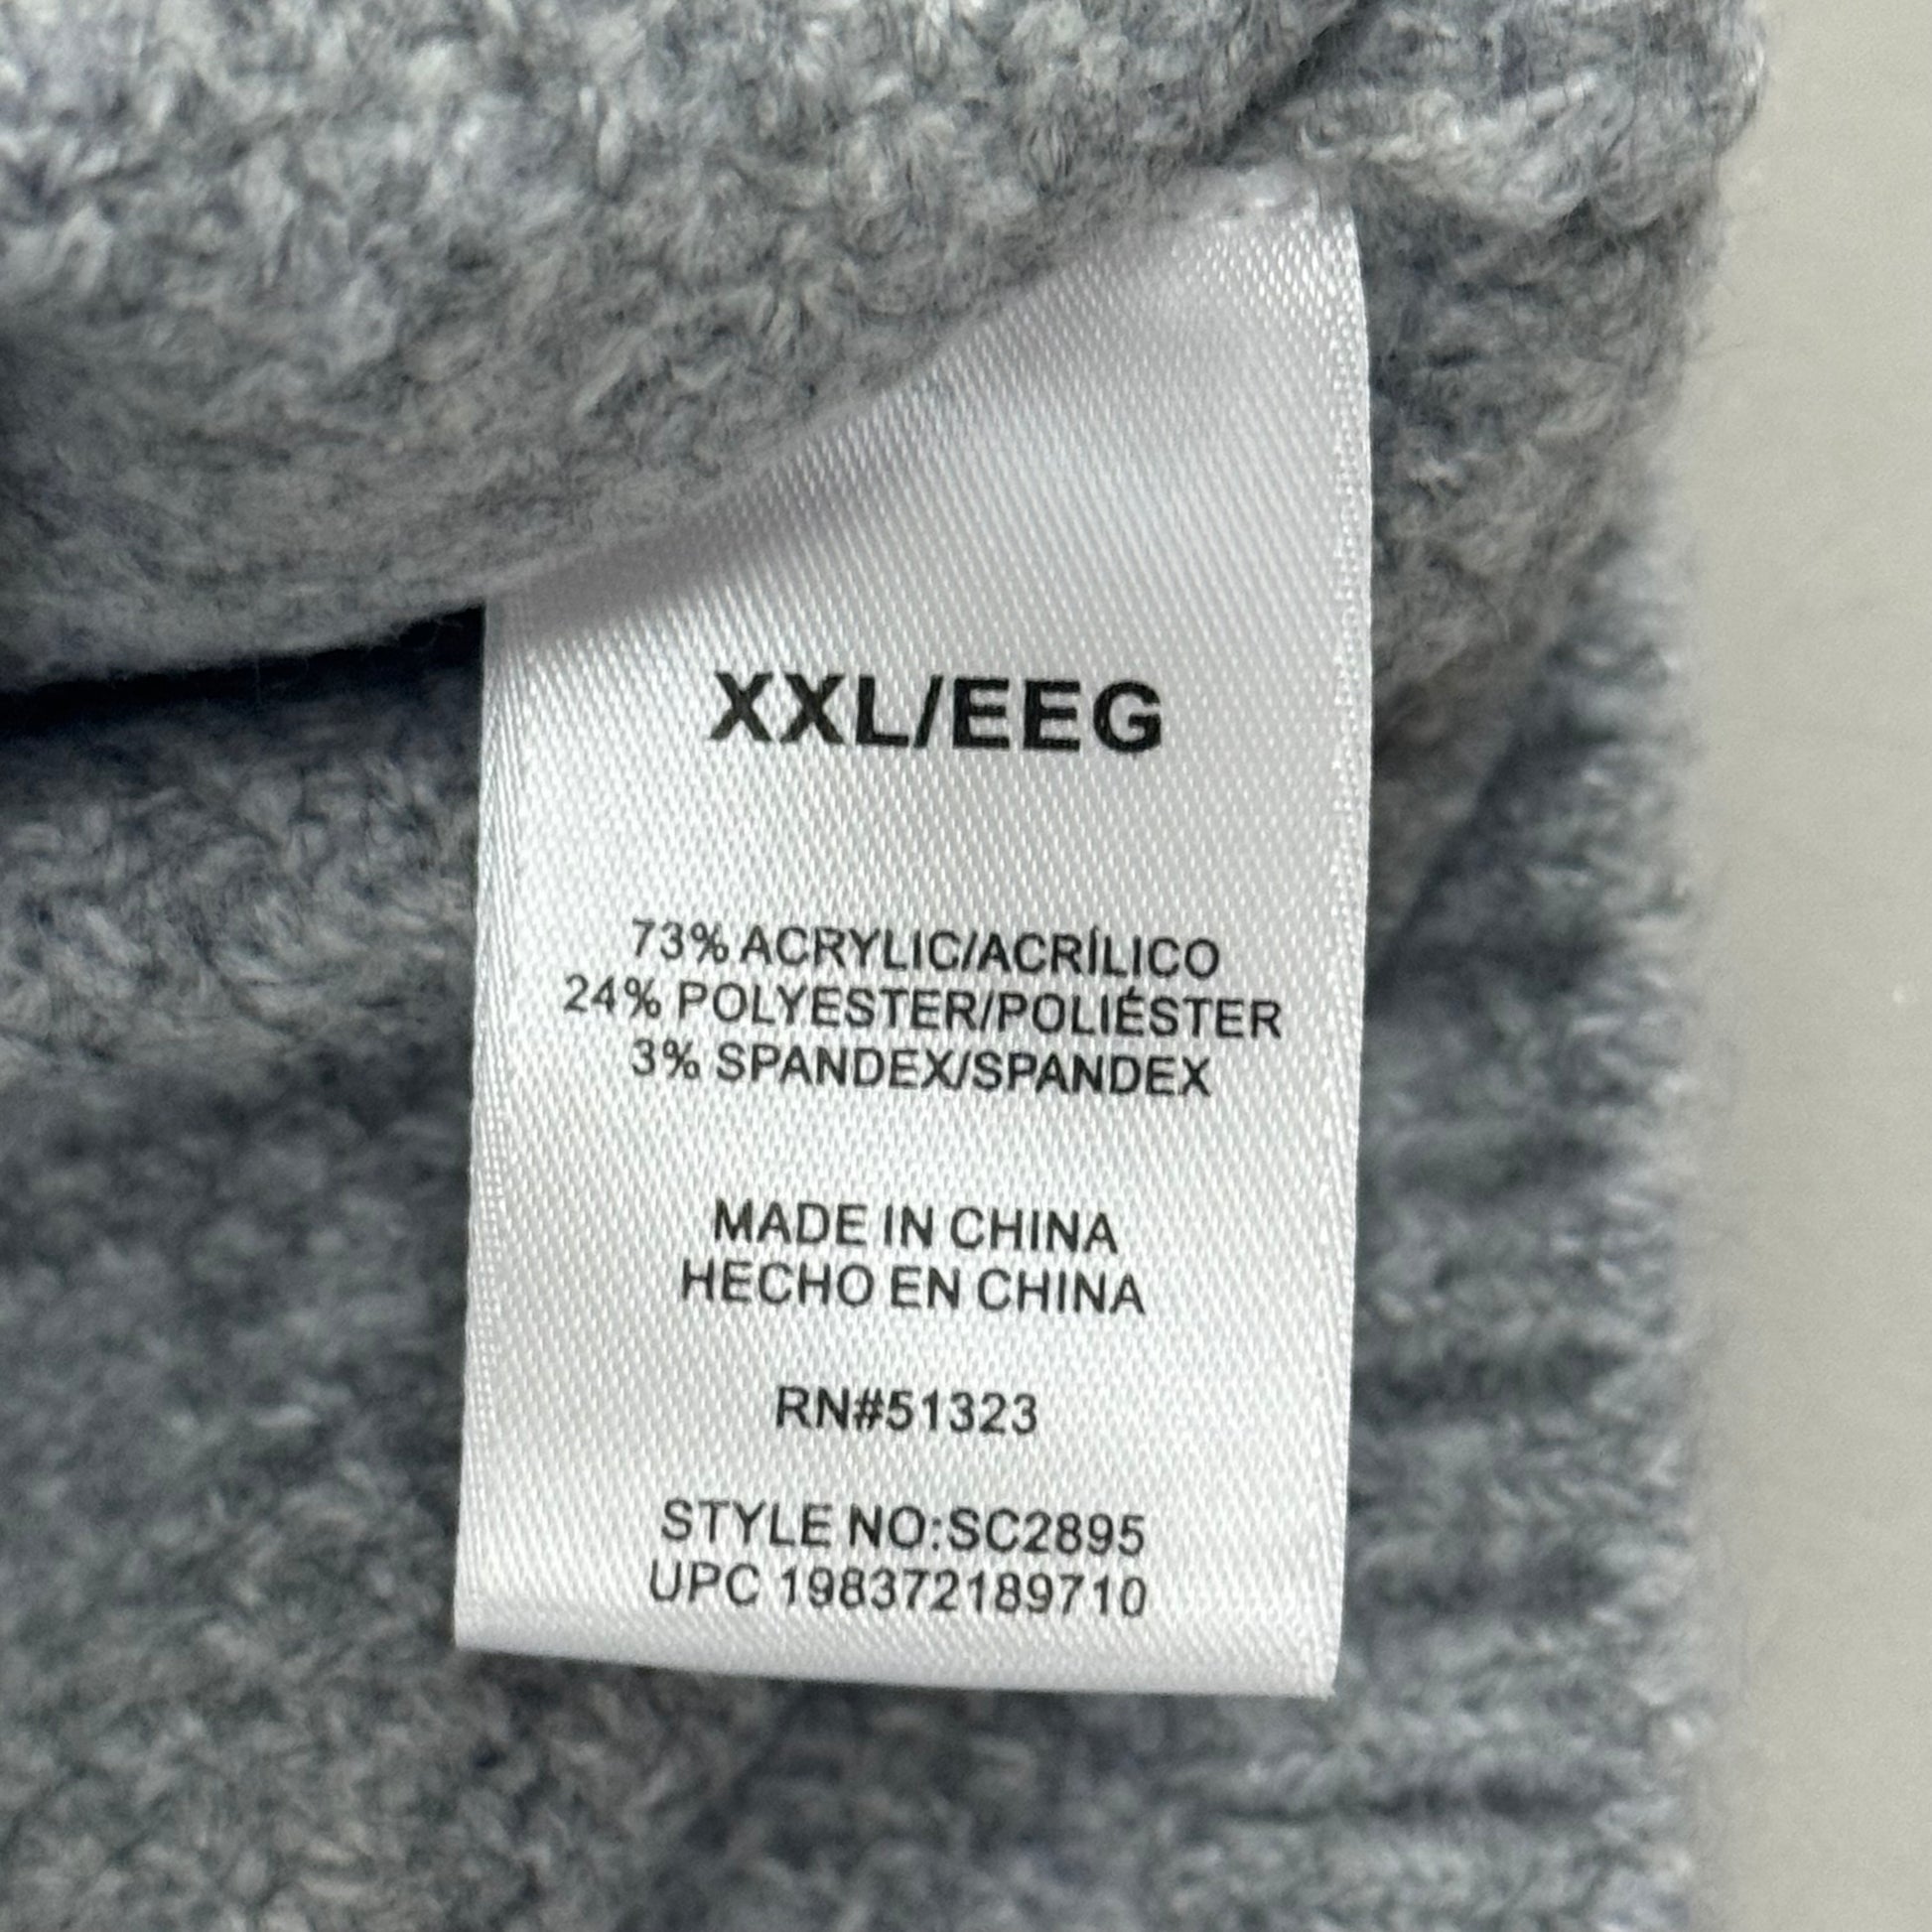 XXL/EEG
73% ACRYLIC/ACRÍLICO
24% POLYESTER/POLIÉSTER
3% SPANDEX/SPANDEX
MADE IN CHINA
HECHO EN CHINA
RN#51323
STYLE NO:SC2895
UPC 198372189710